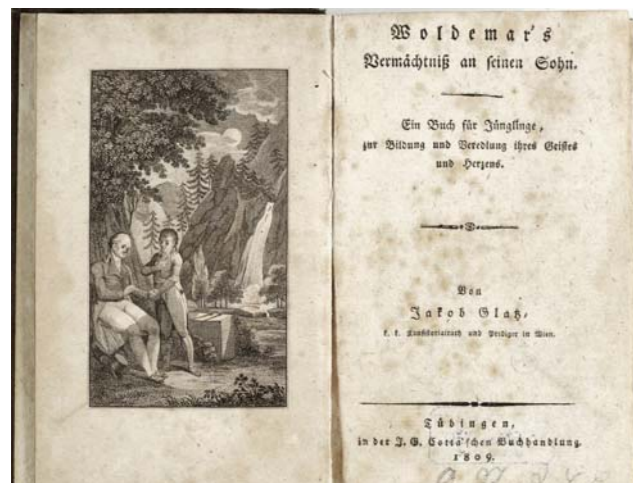 Woldemar's
Vermächtniß an seinen Sohn.
Ein Buch für Jünglinge,
zur Bildung und Veredlung ihres Geistes
und Herzens.
Von
Jakob Glatz,
k. k. Konsistorialrath und Prediger in Wien.
Tübingen,
in der J. G. Cotta'schen Buchhandlung.
1809.